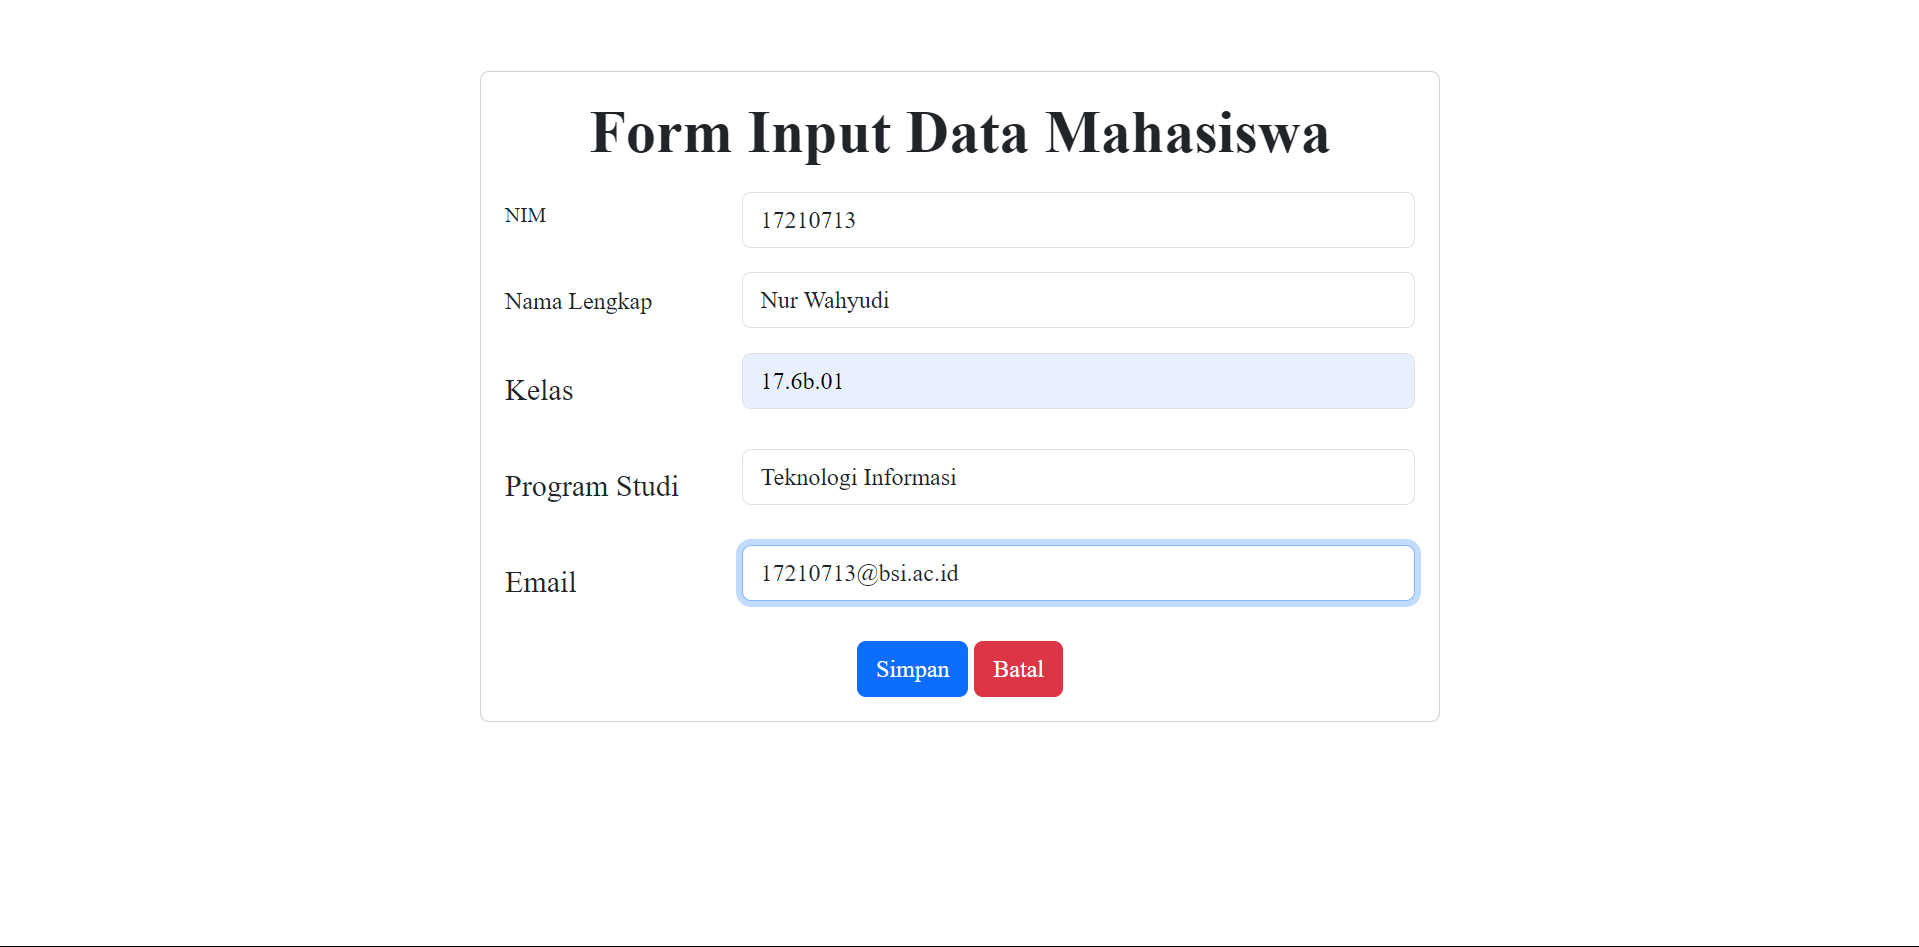 Form Input Data Mahasiswa
NIM 17210713
Nama Lengkap Nur Wahyudi
Kelas 17.6b.01
Program Studi Teknologi Informasi
Email 17210713@bsi.ac.id
Simpan Batal